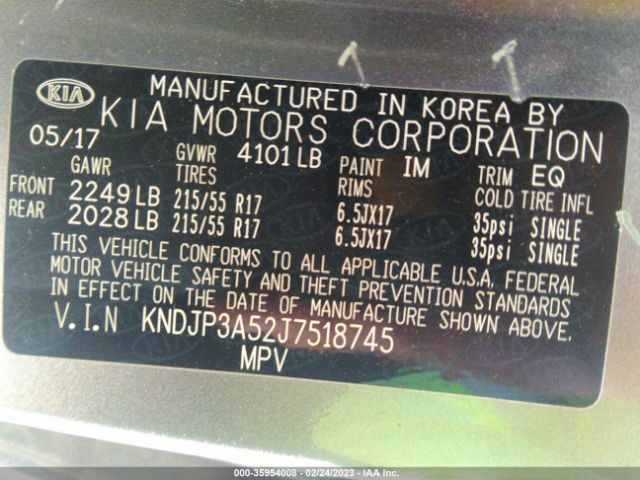 KIA
MANUFACTURED IN KOREA BY
KIA MOTORS CORPORATION
05/17 GVWR 4101 LB PAINT IM TRIM EQ
GAWR TIRES RIMS COLD TIRE INFL
FRONT 2249 LB 215/55 R17 6.5JX17 35psi SINGLE
REAR 2028 LB 215/55 R17 6.5JX17 35psi SINGLE
THIS VEHICLE CONFORMS TO ALL APPLICABLE U.S.A. FEDERAL
MOTOR VEHICLE SAFETY AND THEFT PREVENTION STANDARDS
IN EFFECT ON THE DATE OF MANUFACTURE SHOWN ABOVE.
V.I.N KNDJP3A52J7518745
MPV
000-35954008 - 02/24/2023 - IAA Inc.